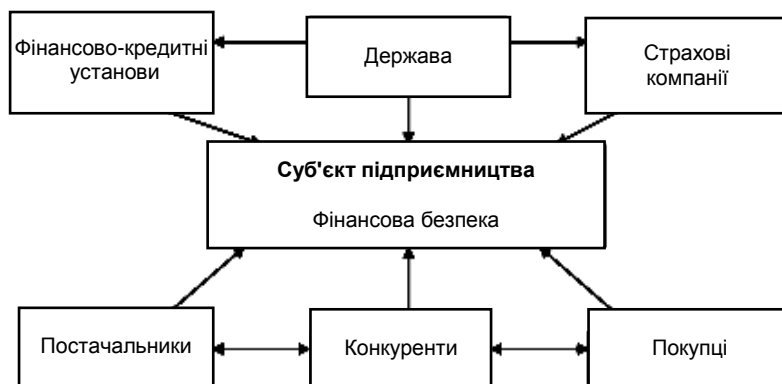 Фінансово-кредитні
установи
Держава
Страхові
компанії
Суб'єкт підприємництва
Фінансова безпека
Постачальники
Конкуренти
Покупці